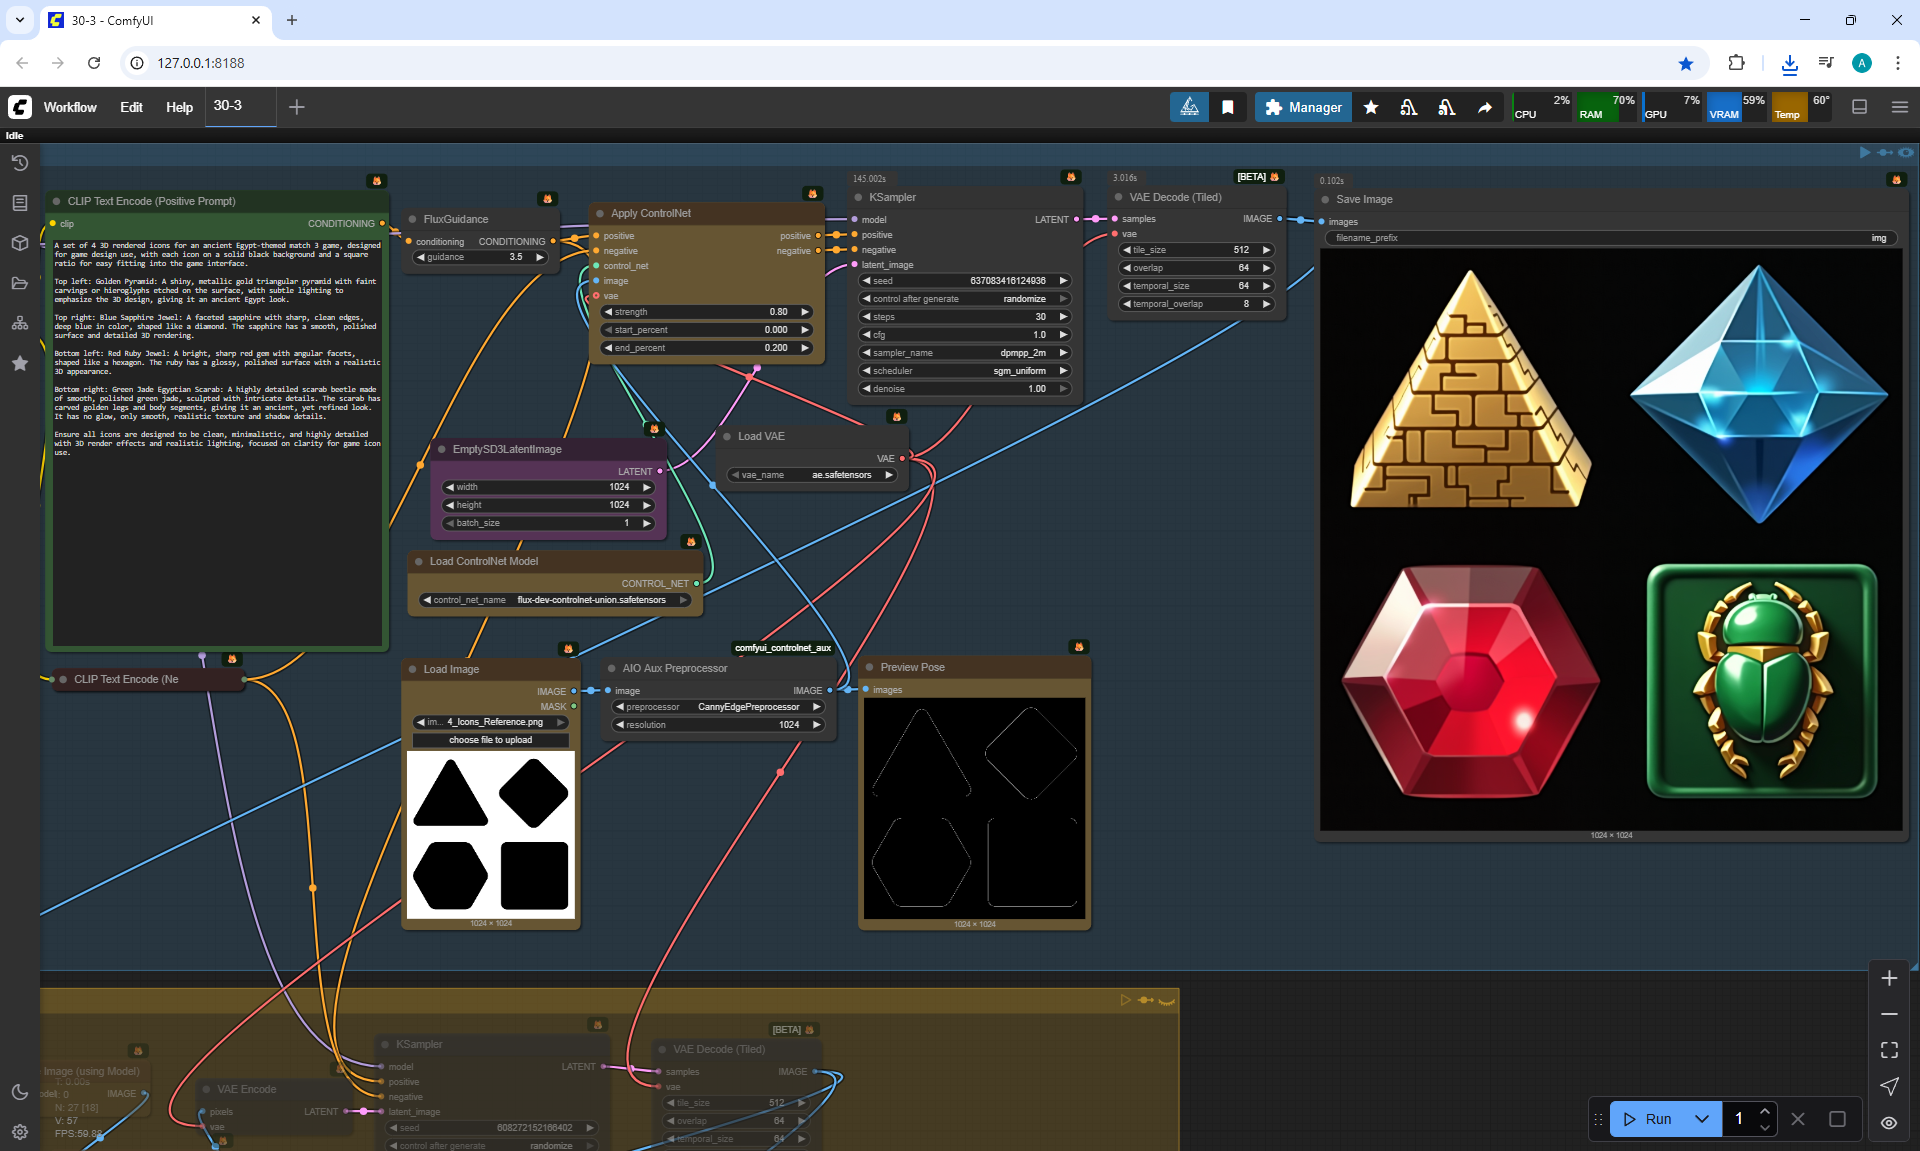 30-3 - ComfyUI
127.0.0.1:8188
A
Workflow
Edit
Help
30-3
Manager
CPU 2%
RAM 70%
GPU 7%
VRAM 59%
Temp 60°
Idle
CLIP Text Encode (Positive Prompt)
clip
CONDITIONING
A set of 4 3D rendered icons for an ancient Egypt-themed match 3 game, designed
for game design use, with each icon on a solid black background and a square
ratio for easy fitting into the game interface.
Top left: Golden Pyramid: A shiny, metallic gold triangular pyramid with faint
carvings or hieroglyphs etched on the surface, with subtle lighting to
emphasize the 3D design, giving it an ancient Egypt look.
Top right: Blue Sapphire Jewel: A faceted sapphire with sharp, clean edges,
deep blue in color, shaped like a diamond. The sapphire has a smooth, polished
surface and detailed 3D rendering.
Bottom left: Red Ruby Jewel: A bright, sharp red gem with angular facets,
shaped like a hexagon. The ruby has a glossy, polished surface with a realistic
3D appearance.
Bottom right: Green Jade Egyptian Scarab: A highly detailed scarab beetle made
of smooth, polished green jade, sculpted with intricate details. The scarab has
carved golden legs and body segments, giving it an ancient, yet refined look.
It has no glow, only smooth, realistic texture and shadow details.
Ensure all icons are designed to be clean, minimalistic, and highly detailed
with 3D render effects and realistic lighting, focused on clarity for game icon
use.
CLIP Text Encode (Ne
FluxGuidance
conditioning
CONDITIONING
guidance 3.5
Apply ControlNet
positive
positive
negative
negative
control_net
image
vae
strength 0.80
start_percent 0.000
end_percent 0.200
145.002s
KSampler
model
LATENT
positive
negative
latent_image
seed 637083416124936
control after generate randomize
steps 30
cfg 1.0
sampler_name dpmpp_2m
scheduler sgm_uniform
denoise 1.00
3.016s
[BETA]
VAE Decode (Tiled)
samples
IMAGE
vae
tile_size 512
overlap 64
temporal_size 64
temporal_overlap 8
0.102s
Save Image
images
filename_prefix img
1024 × 1024
EmptySD3LatentImage
LATENT
width 1024
height 1024
batch_size 1
Load VAE
VAE
vae_name ae.safetensors
Load ControlNet Model
CONTROL_NET
control_net_name flux-dev-controlnet-union.safetensors
Load Image
IMAGE
MASK
im... 4_Icons_Reference.png
choose file to upload
1024 × 1024
comfyui_controlnet_aux
AIO Aux Preprocessor
image
IMAGE
preprocessor CannyEdgePreprocessor
resolution 1024
Preview Pose
images
1024 × 1024
Image (using Model)
T: 0.00s
IMAGE
N: 27 [18]
V: 57
FPS:59.88
VAE Encode
pixels
LATENT
vae
KSampler
model
LATENT
positive
negative
latent_image
seed 608272152166402
control after generate randomize
[BETA]
VAE Decode (Tiled)
samples
IMAGE
vae
tile_size 512
overlap 64
temporal_size 64
Run
1